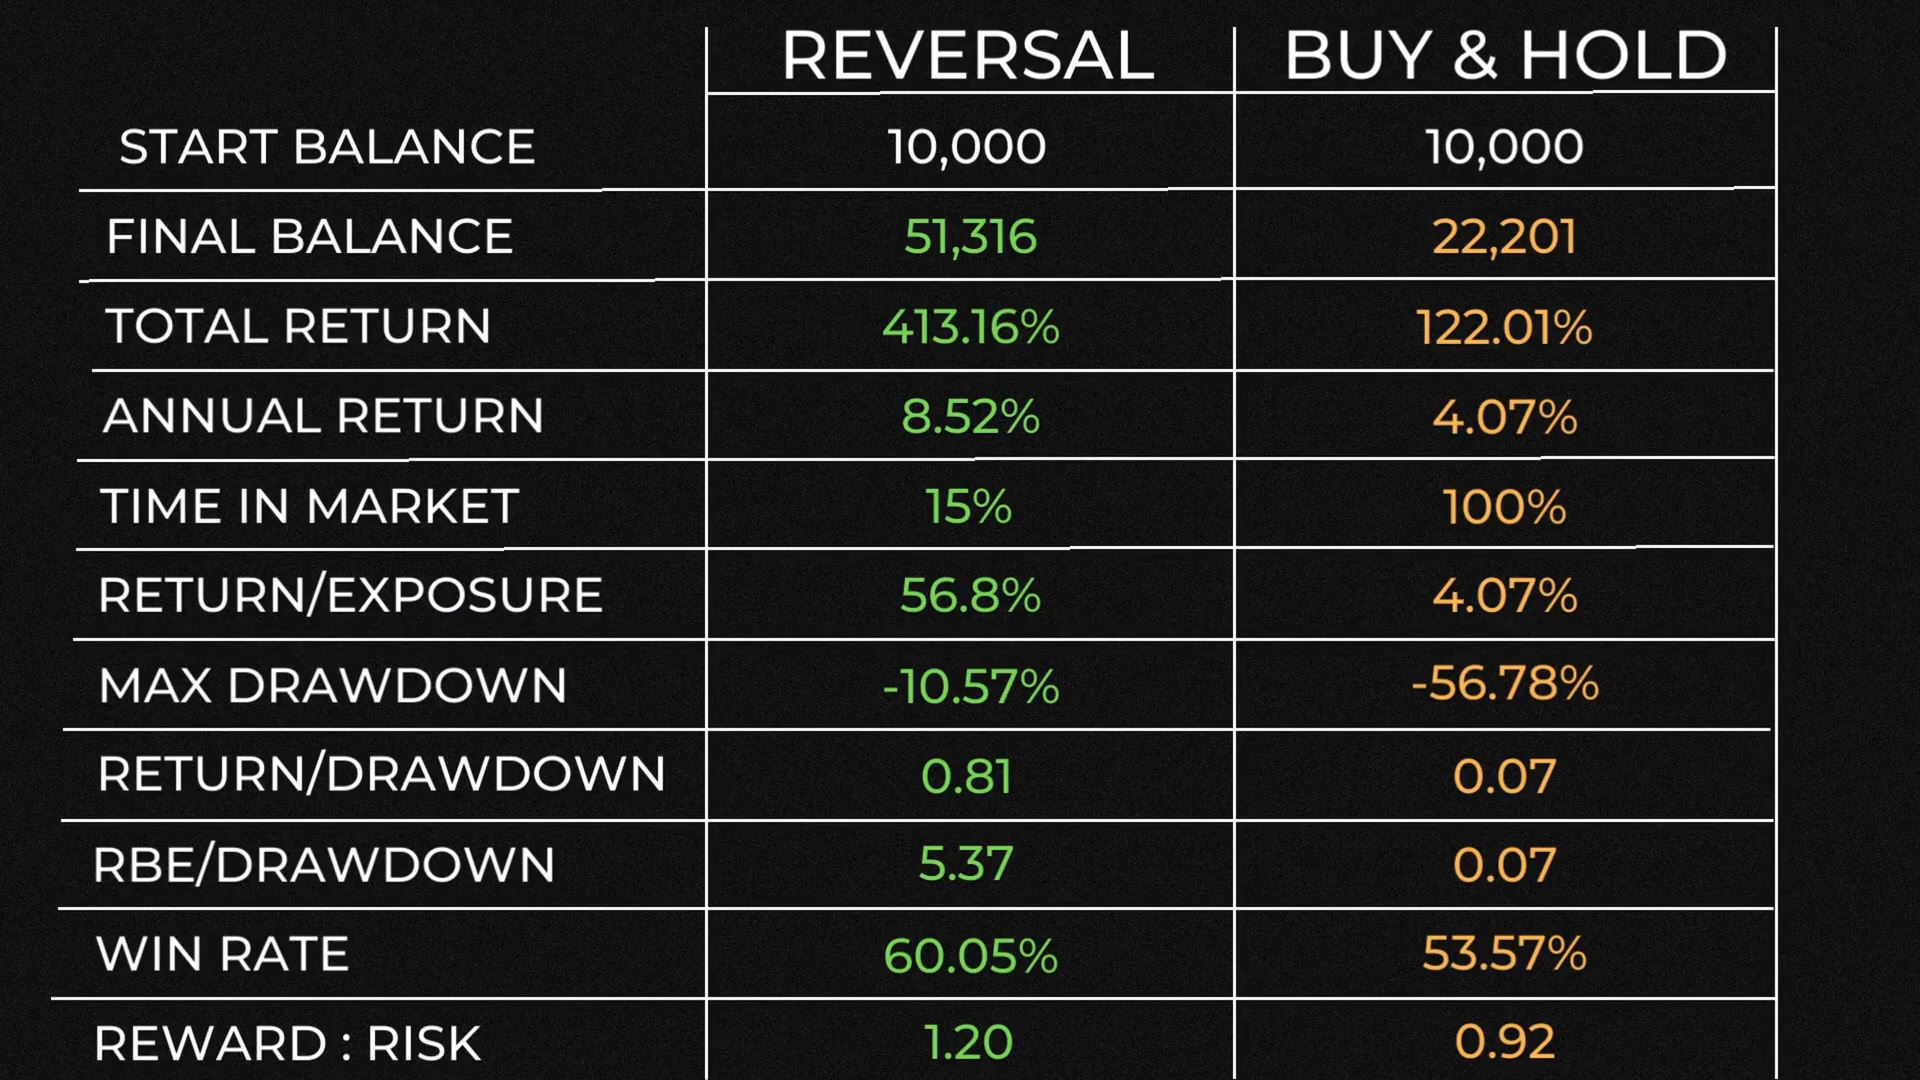 REVERSAL BUY & HOLD
START BALANCE 10,000 10,000
FINAL BALANCE 51,316 22,201
TOTAL RETURN 413.16% 122.01%
ANNUAL RETURN 8.52% 4.07%
TIME IN MARKET 15% 100%
RETURN/EXPOSURE 56.8% 4.07%
MAX DRAWDOWN -10.57% -56.78%
RETURN/DRAWDOWN 0.81 0.07
RBE/DRAWDOWN 5.37 0.07
WIN RATE 60.05% 53.57%
REWARD : RISK 1.20 0.92